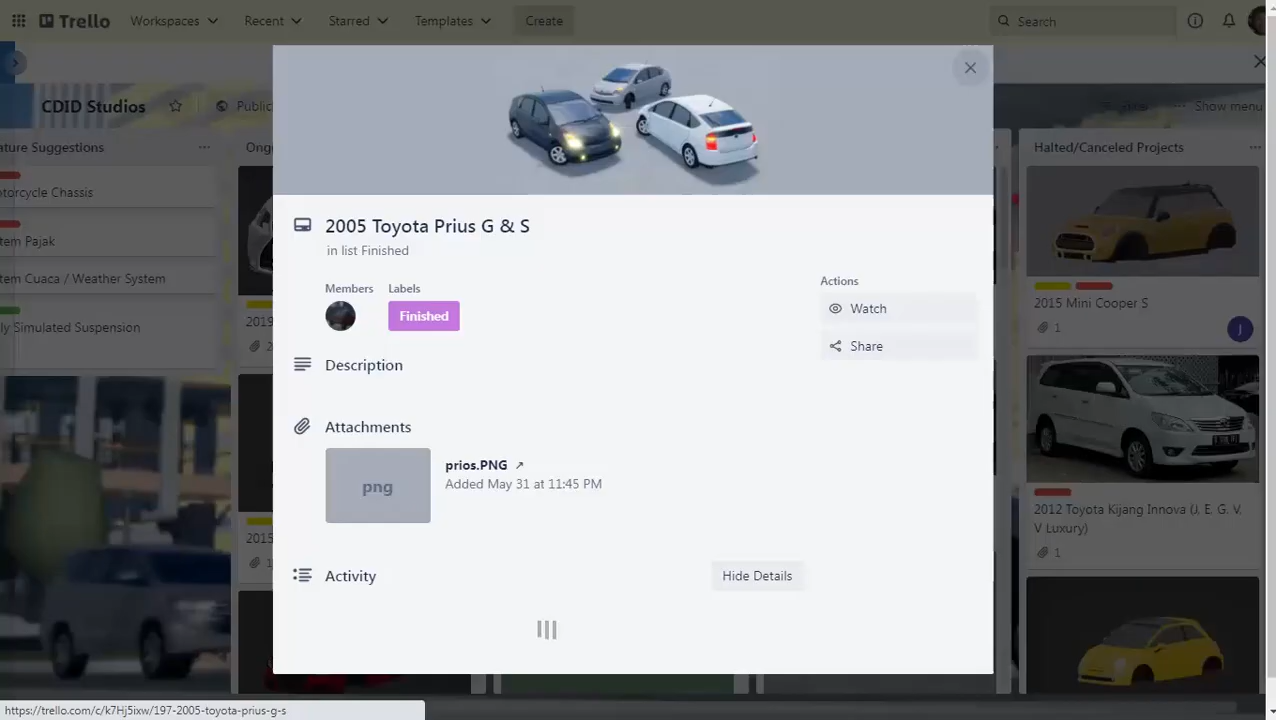 Trello
Workspaces
Recent
Starred
Templates
Create
Search
CDID Studios
Public
Show menu
ature Suggestions
otorcycle Chassis
tem Pajak
tem Cuaca / Weather System
ly Simulated Suspension
Ong
2019
2
2015
1
2005 Toyota Prius G & S
in list Finished
Members
Labels
Finished
Description
Attachments
png
prios.PNG ↗
Added May 31 at 11:45 PM
Activity
Hide Details
Actions
Watch
Share
Halted/Canceled Projects
2015 Mini Cooper S
1
J
2012 Toyota Kijang Innova (J, E, G, V,
V Luxury)
1
https://trello.com/c/k7Hj5ixw/197-2005-toyota-prius-g-s